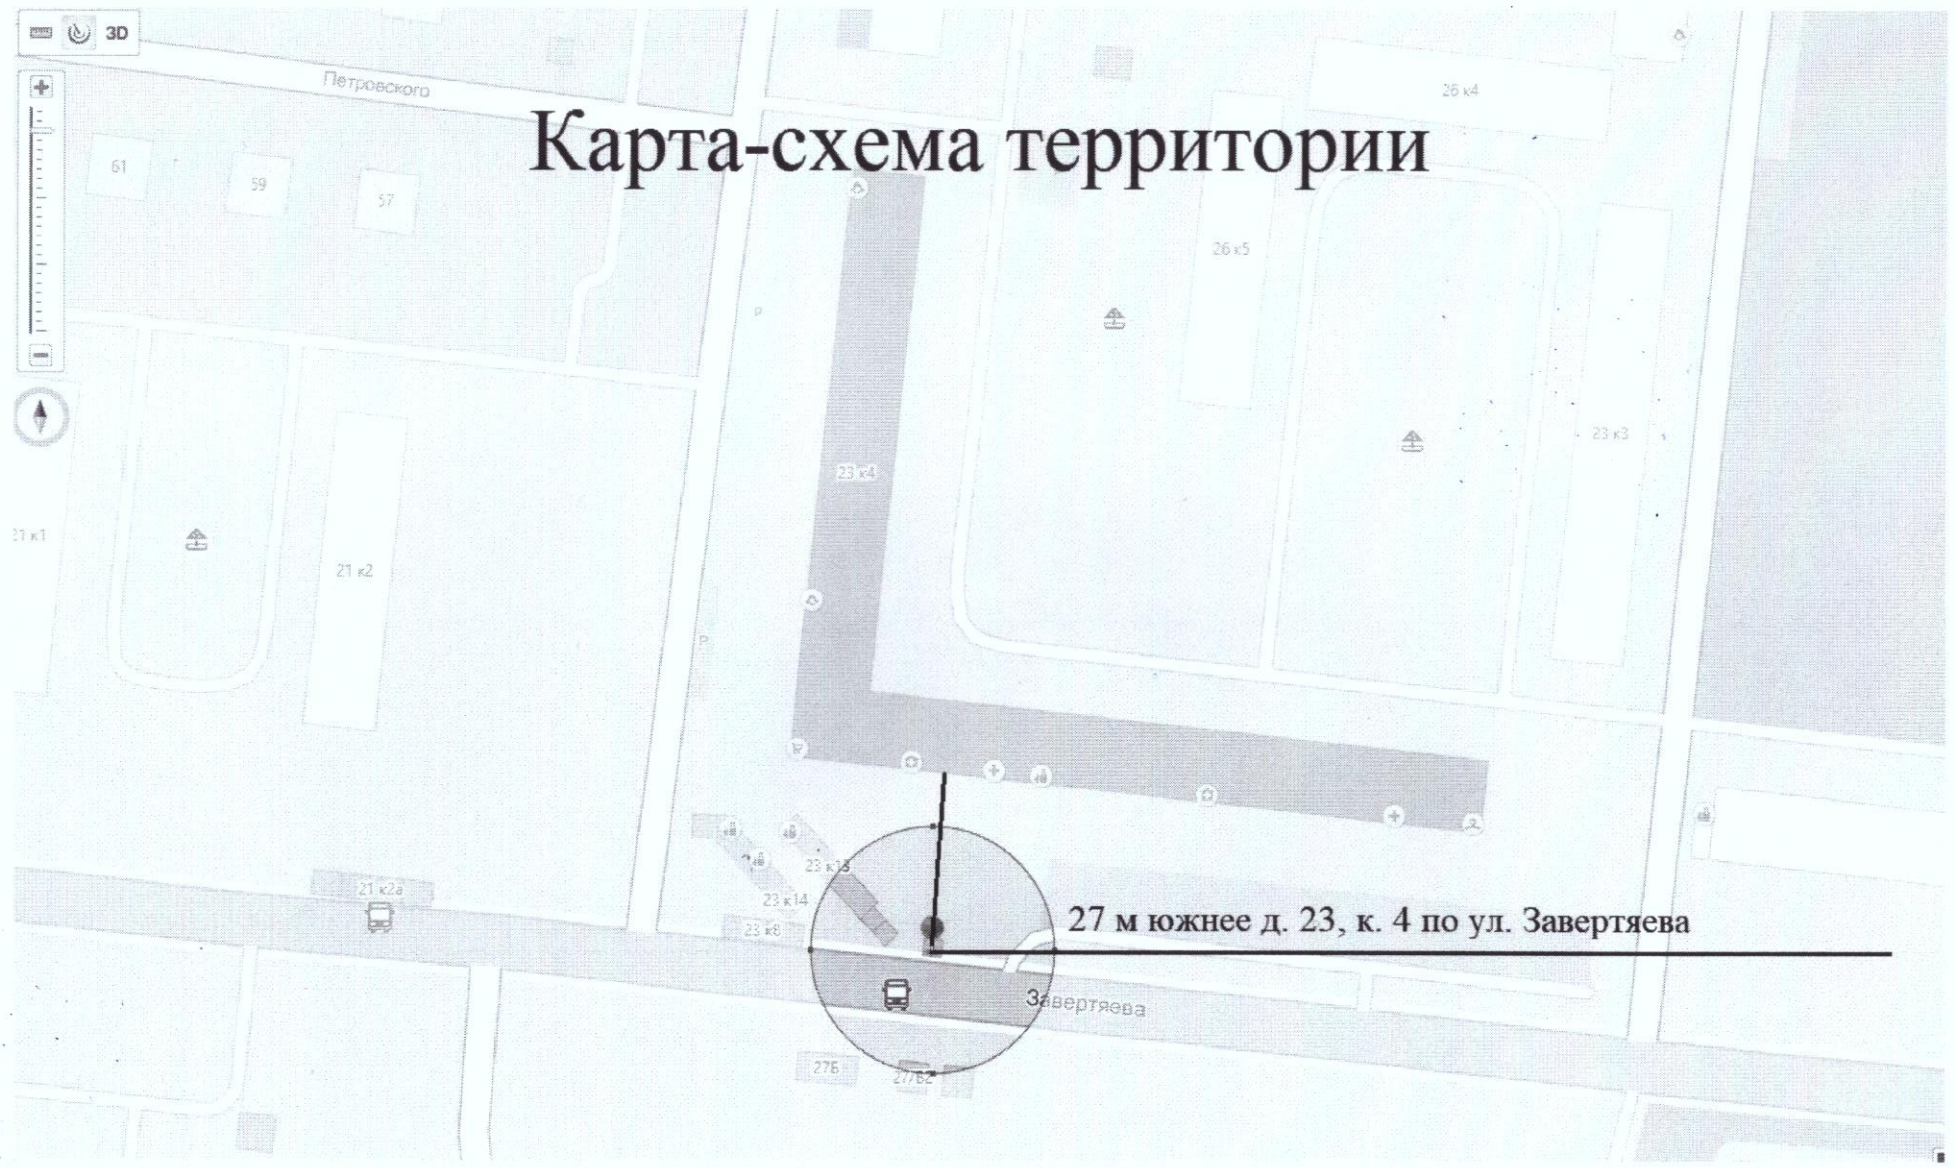 3D
Петровского
Карта-схема территории
26 к4
61
59
57
26 к5
P
23 к4
23 к3
21 к1
21 к2
P
23 к13
21 к2а
23 к14
23 к8
27 м южнее д. 23, к. 4 по ул. Завертяева
Завертяева
27Б